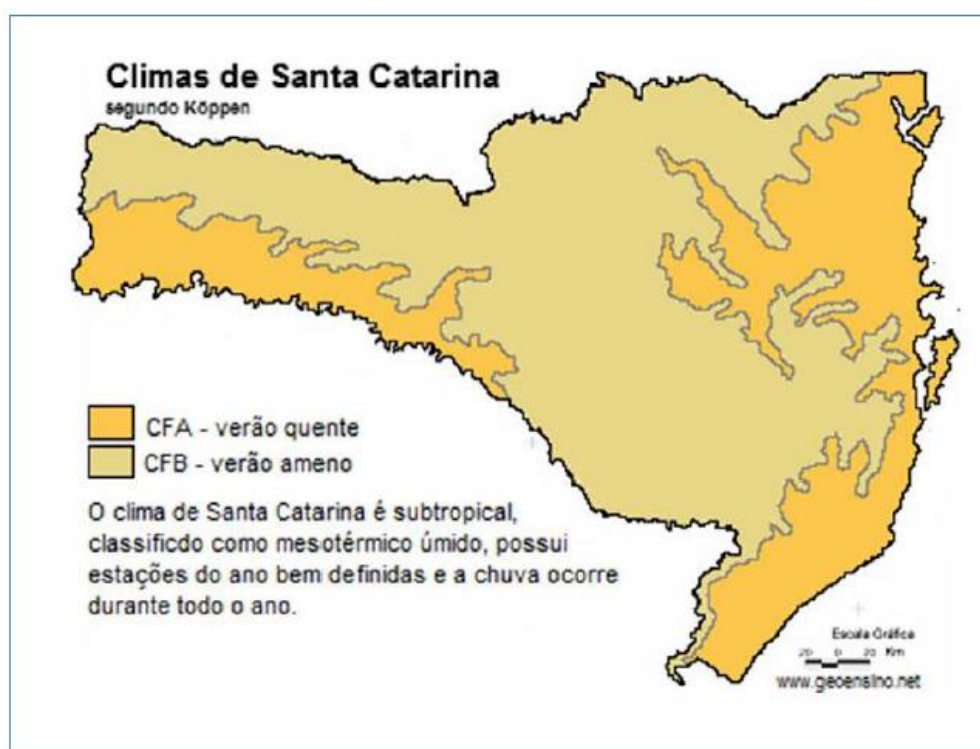 Climas de Santa Catarina
segundo Köppen
CFA - verão quente
CFB - verão ameno
O clima de Santa Catarina é subtropical,
classificdo como mesotérmico úmido, possui
estações do ano bem definidas e a chuva ocorre
durante todo o ano.
Escala Gráfica
20 0 20 Km
www.geoensino.net